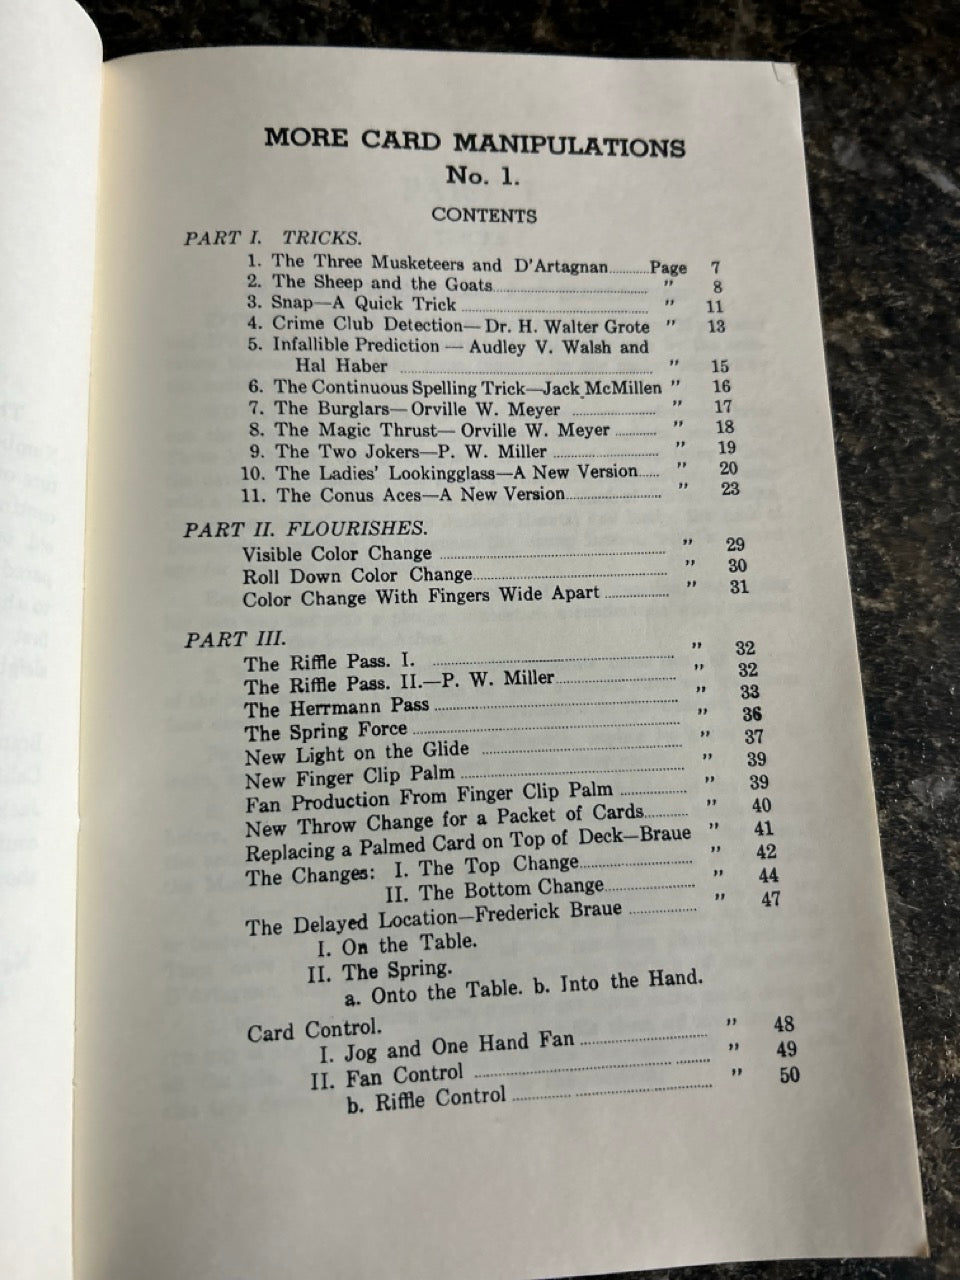 MORE CARD MANIPULATIONS
No. 1.
CONTENTS
PART I. TRICKS.
1. The Three Musketeers and D'Artagnan..........Page 7
2. The Sheep and the Goats.......................................... " 8
3. Snap—A Quick Trick .................................................... " 11
4. Crime Club Detection—Dr. H. Walter Grote " 13
5. Infallible Prediction — Audley V. Walsh and
Hal Haber .................................................................... " 15
6. The Continuous Spelling Trick—Jack McMillen " 16
7. The Burglars—Orville W. Meyer ....................... " 17
8. The Magic Thrust—Orville W. Meyer ........... " 18
9. The Two Jokers—P. W. Miller ............................ " 19
10. The Ladies' Lookingglass—A New Version...... " 20
11. The Conus Aces—A New Version.......................... " 23
PART II. FLOURISHES.
Visible Color Change ............................................................ " 29
Roll Down Color Change.................................................... " 30
Color Change With Fingers Wide Apart ................. " 31
PART III.
The Riffle Pass. I. ................................................................ " 32
The Riffle Pass. II.—P. W. Miller................................ " 32
The Herrmann Pass ................................................................ " 33
The Spring Force .................................................................... " 36
New Light on the Glide ...................................................... " 37
New Finger Clip Palm .......................................................... " 39
Fan Production From Finger Clip Palm ................. " 39
New Throw Change for a Packet of Cards........... " 40
Replacing a Palmed Card on Top of Deck—Braue " 41
The Changes: I. The Top Change............................. " 42
II. The Bottom Change....................... " 44
The Delayed Location—Frederick Braue ................. " 47
I. On the Table.
II. The Spring.
a. Onto the Table. b. Into the Hand.
Card Control.
I. Jog and One Hand Fan ................................ " 48
II. Fan Control ............................................ .......... " 49
b. Riffle Control ............... .................................... " 50